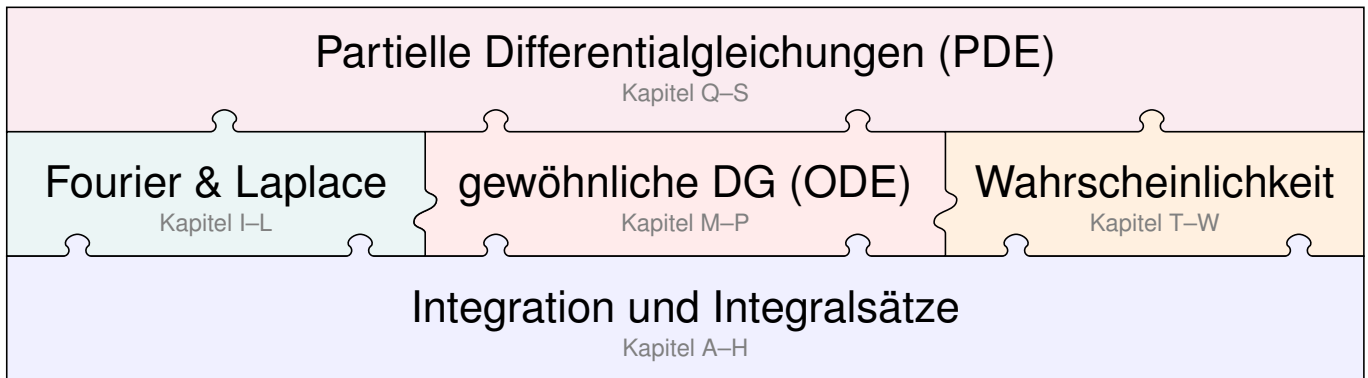 Partielle Differentialgleichungen (PDE)
Kapitel Q–S
Fourier & Laplace
Kapitel I–L
gewöhnliche DG (ODE)
Kapitel M–P
Wahrscheinlichkeit
Kapitel T–W
Integration und Integralsätze
Kapitel A–H